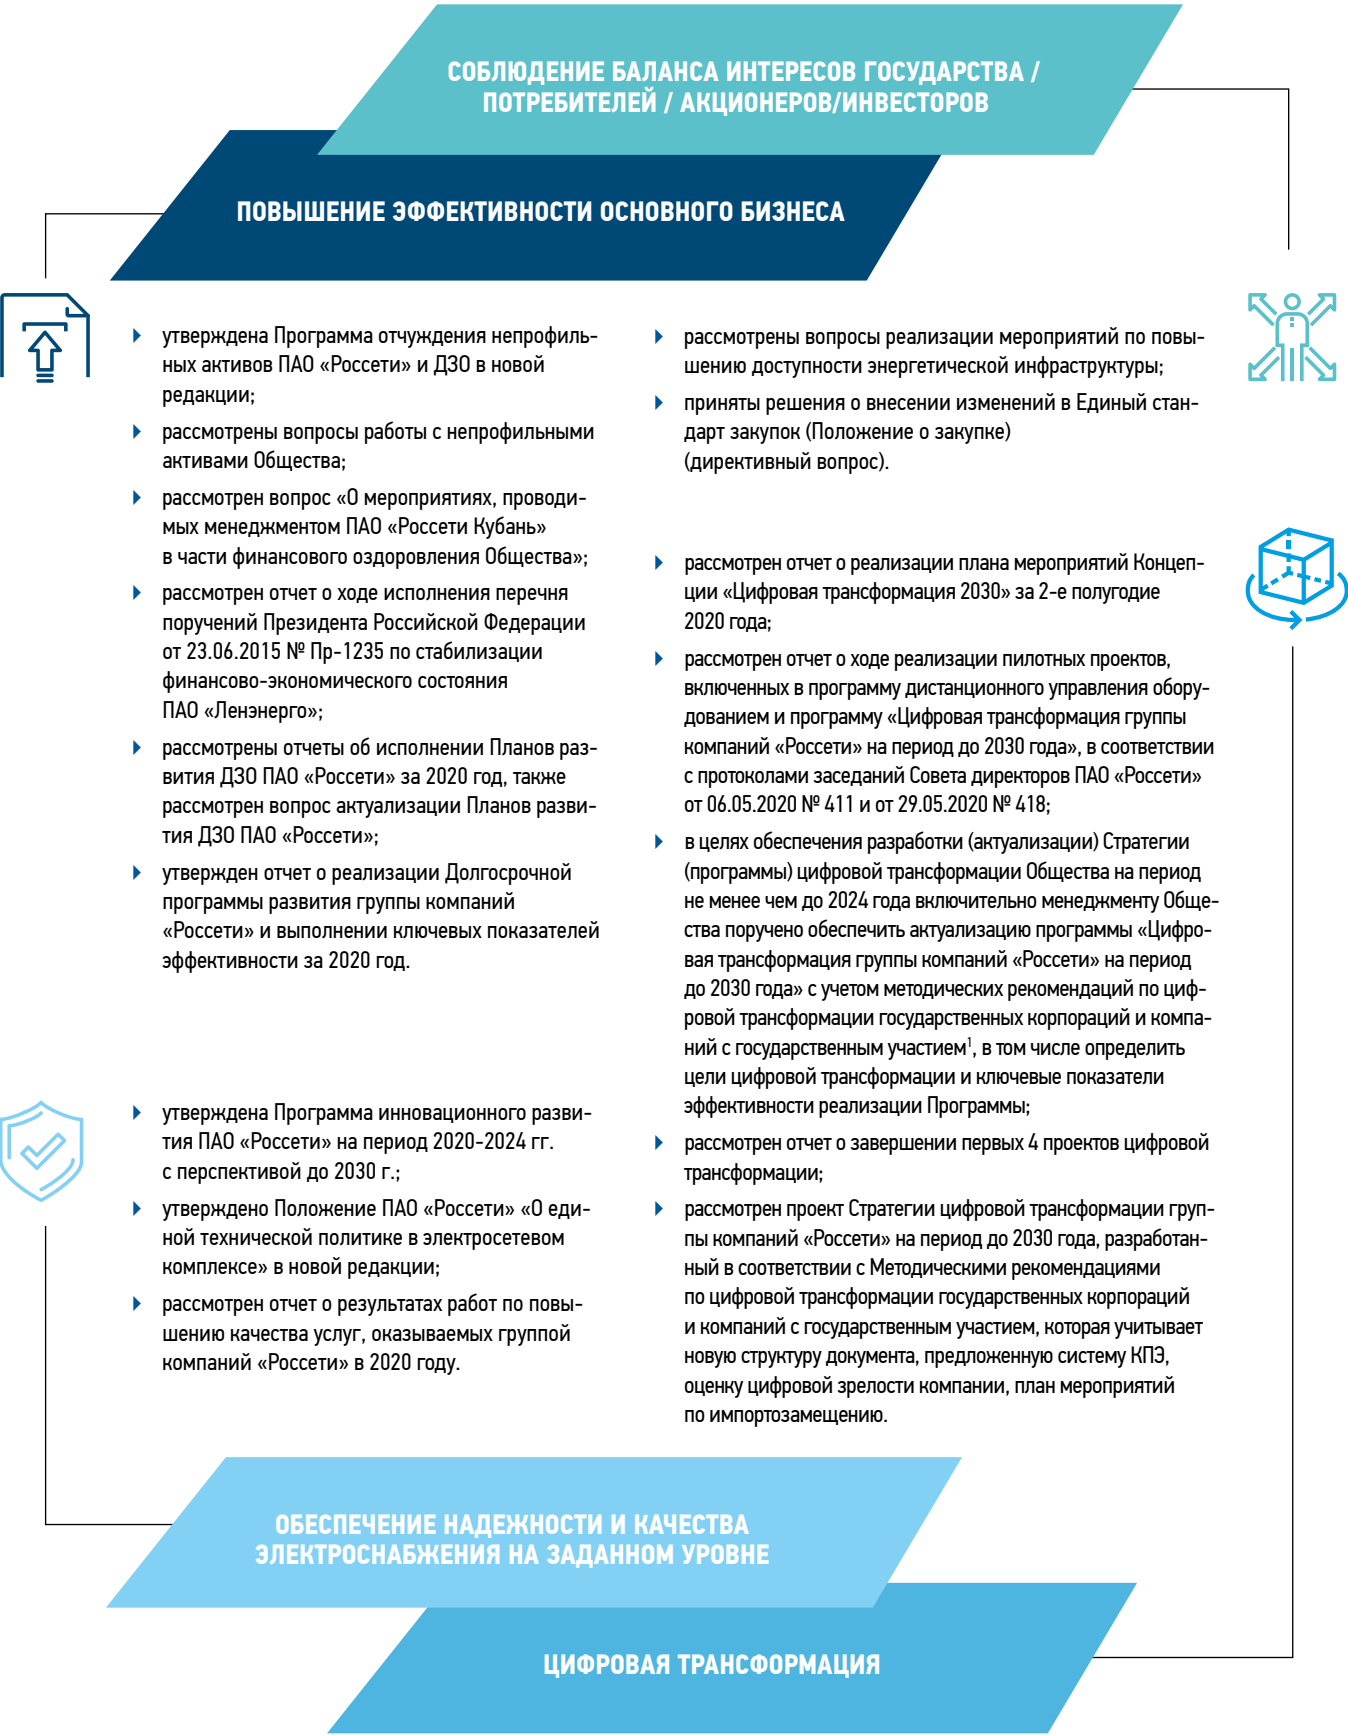 СОБЛЮДЕНИЕ БАЛАНСА ИНТЕРЕСОВ ГОСУДАРСТВА /
ПОТРЕБИТЕЛЕЙ / АКЦИОНЕРОВ/ИНВЕСТОРОВ
ПОВЫШЕНИЕ ЭФФЕКТИВНОСТИ ОСНОВНОГО БИЗНЕСА
утверждена Программа отчуждения непрофиль-
ных активов ПАО «Россети» и ДЗО в новой
редакции;
рассмотрены вопросы работы с непрофильными
активами Общества;
рассмотрен вопрос «О мероприятиях, проводи-
мых менеджментом ПАО «Россети Кубань»
в части финансового оздоровления Общества»;
рассмотрен отчет о ходе исполнения перечня
поручений Президента Российской Федерации
от 23.06.2015 № Пр-1235 по стабилизации
финансово-экономического состояния
ПАО «Ленэнерго»;
рассмотрены отчеты об исполнении Планов раз-
вития ДЗО ПАО «Россети» за 2020 год, также
рассмотрен вопрос актуализации Планов разви-
тия ДЗО ПАО «Россети»;
утвержден отчет о реализации Долгосрочной
программы развития группы компаний
«Россети» и выполнении ключевых показателей
эффективности за 2020 год.
утверждена Программа инновационного разви-
тия ПАО «Россети» на период 2020-2024 гг.
с перспективой до 2030 г.;
утверждено Положение ПАО «Россети» «О еди-
ной технической политике в электросетевом
комплексе» в новой редакции;
рассмотрен отчет о результатах работ по повы-
шению качества услуг, оказываемых группой
компаний «Россети» в 2020 году.
рассмотрены вопросы реализации мероприятий по повы-
шению доступности энергетической инфраструктуры;
приняты решения о внесении изменений в Единый стан-
дарт закупок (Положение о закупке)
(директивный вопрос).
рассмотрен отчет о реализации плана мероприятий Концеп-
ции «Цифровая трансформация 2030» за 2-е полугодие
2020 года;
рассмотрен отчет о ходе реализации пилотных проектов,
включенных в программу дистанционного управления обору-
дованием и программу «Цифровая трансформация группы
компаний «Россети» на период до 2030 года», в соответствии
с протоколами заседаний Совета директоров ПАО «Россети»
от 06.05.2020 № 411 и от 29.05.2020 № 418;
в целях обеспечения разработки (актуализации) Стратегии
(программы) цифровой трансформации Общества на период
не менее чем до 2024 года включительно менеджменту Обще-
ства поручено обеспечить актуализацию программы «Цифро-
вая трансформация группы компаний «Россети» на период
до 2030 года» с учетом методических рекомендаций по циф-
ровой трансформации государственных корпораций и компа-
ний с государственным участием¹, в том числе определить
цели цифровой трансформации и ключевые показатели
эффективности реализации Программы;
рассмотрен отчет о завершении первых 4 проектов цифровой
трансформации;
рассмотрен проект Стратегии цифровой трансформации груп-
пы компаний «Россети» на период до 2030 года, разработан-
ный в соответствии с Методическими рекомендациями
по цифровой трансформации государственных корпораций
и компаний с государственным участием, которая учитывает
новую структуру документа, предложенную систему КПЭ,
оценку цифровой зрелости компании, план мероприятий
по импортозамещению.
ОБЕСПЕЧЕНИЕ НАДЕЖНОСТИ И КАЧЕСТВА
ЭЛЕКТРОСНАБЖЕНИЯ НА ЗАДАННОМ УРОВНЕ
ЦИФРОВАЯ ТРАНСФОРМАЦИЯ